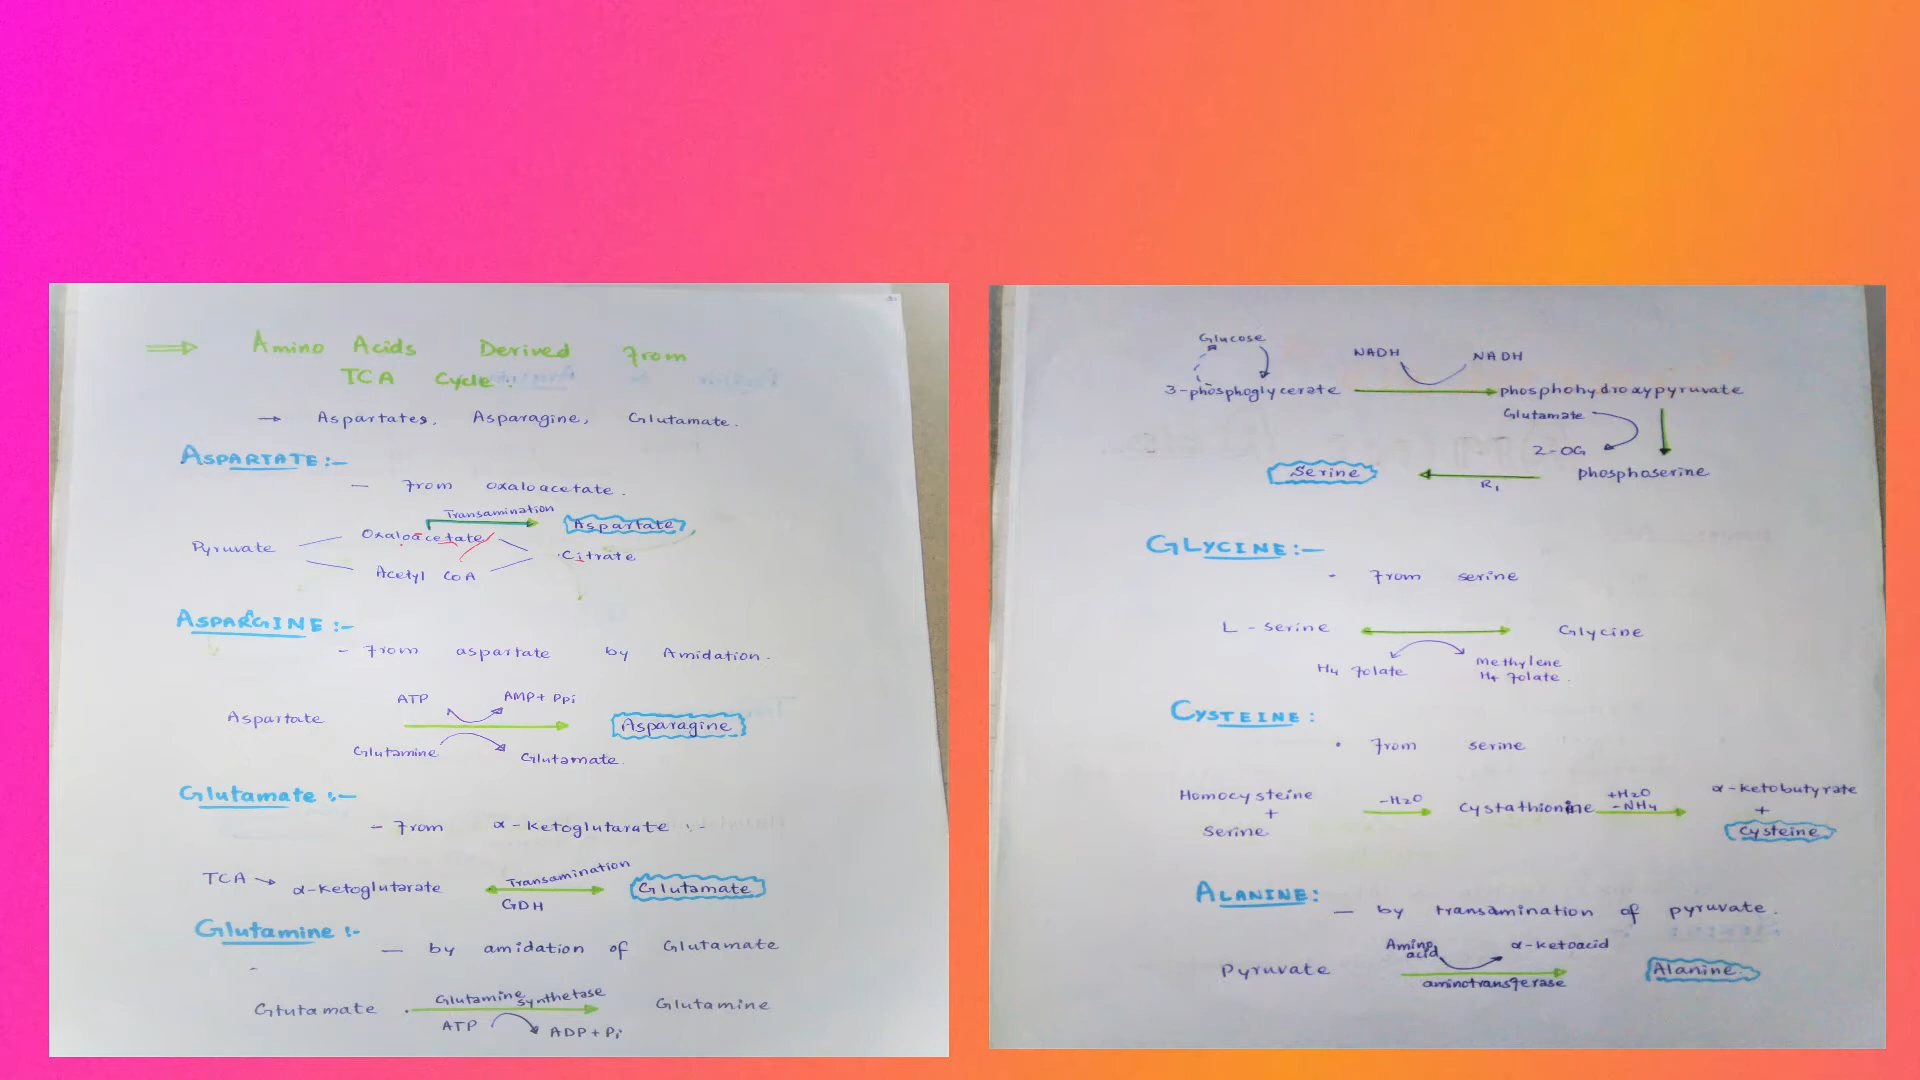 Amino Acids Derived from
TCA Cycle.
→ Aspartates, Asparagine, Glutamate.
ASPARTATE:-
- from oxaloacetate.
Transamination
Aspartate
Oxaloacetate
Pyruvate
Citrate
Acetyl CoA
ASPARGINE:-
- from aspartate by Amidation.
ATP AMP+ PPi
Aspartate Asparagine
Glutamine Glutamate.
Glutamate :-
- from α-ketoglutarate :-
TCA → α-ketoglutarate Transamination Glutamate
GDH
Glutamine :-
- by amidation of Glutamate
Glutamate Glutamine synthetase Glutamine
ATP ADP + Pi
Glucose
NADH NADH
3-phosphoglycerate phosphohydroxypyruvate
Glutamate
2-OG
Serine phosphoserine
R1
GLYCINE:-
- from serine
L-serine Glycine
H4 folate Methylene
H4 folate.
CYSTEINE:
• from serine
Homocysteine -H2O +H2O α-ketobutyrate
+ Cystathionine -NH4 +
Serine Cysteine
ALANINE:
- by transamination of pyruvate.
Amino acid α-ketoacid
Pyruvate Alanine
aminotransferase